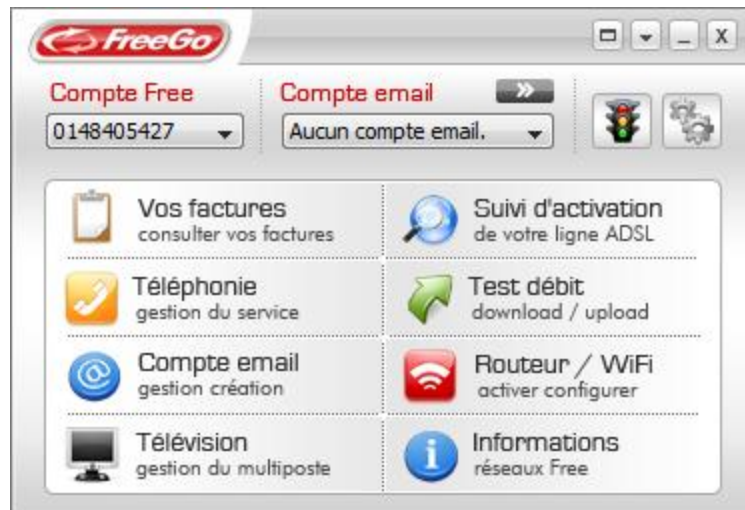 FreeGo
Compte Free
Compte email
0148405427
Aucun compte email.
Vos factures
consulter vos factures
Suivi d'activation
de votre ligne ADSL
Téléphonie
gestion du service
Test débit
download / upload
Compte email
gestion création
Routeur / WiFi
activer configurer
Télévision
gestion du multiposte
Informations
réseaux Free